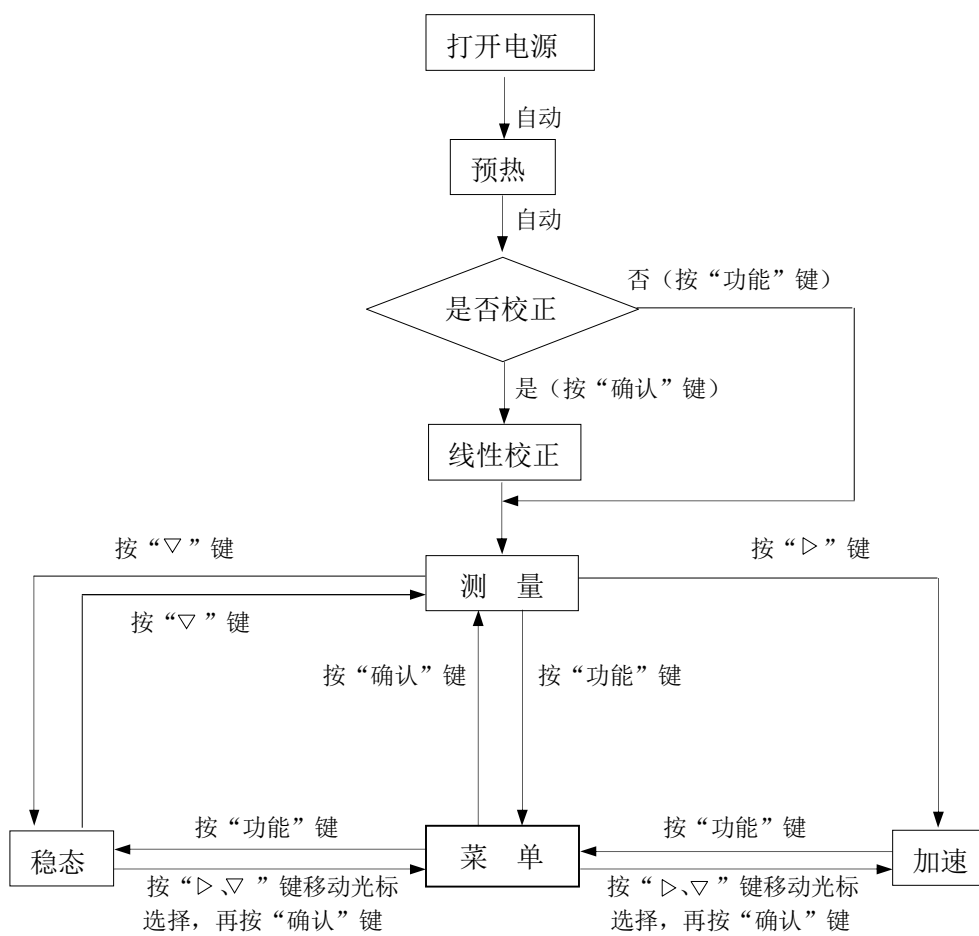 打开电源
自动
预热
自动
否（按“功能”键）
是否校正
是（按“确认”键）
线性校正
按“▽”键
按“▷”键
测 量
按“▽ ”键
按“确认”键
按“功能”键
按“功能”键
按“功能”键
稳态
菜 单
加速
按“▷、▽ ”键移动光标
选择，再按“确认”键
按“▷、▽ ”键移动光标
选择，再按“确认”键